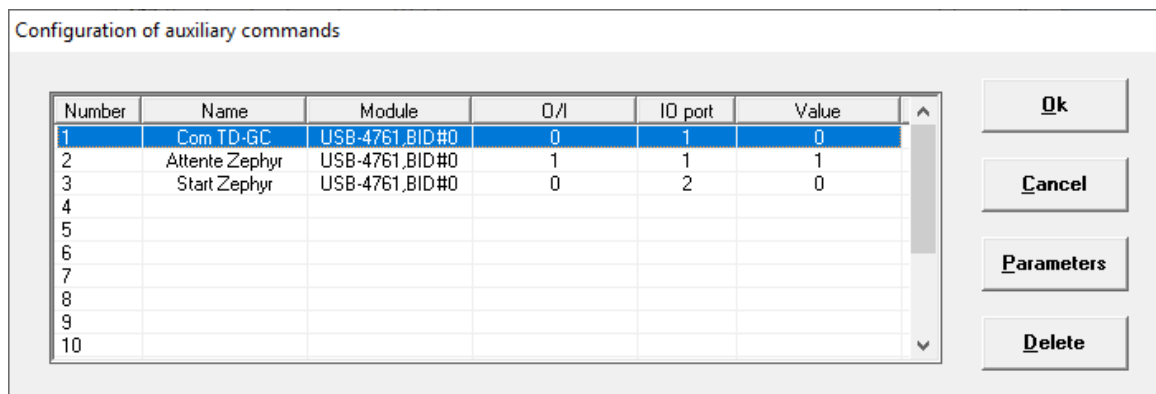 Configuration of auxiliary commands
Number Name Module O/I IO port Value
1 Com TD-GC USB-4761,BID#0 0 1 0
2 Attente Zephyr USB-4761,BID#0 1 1 1
3 Start Zephyr USB-4761,BID#0 0 2 0
4
5
6
7
8
9
10
Ok
Cancel
Parameters
Delete